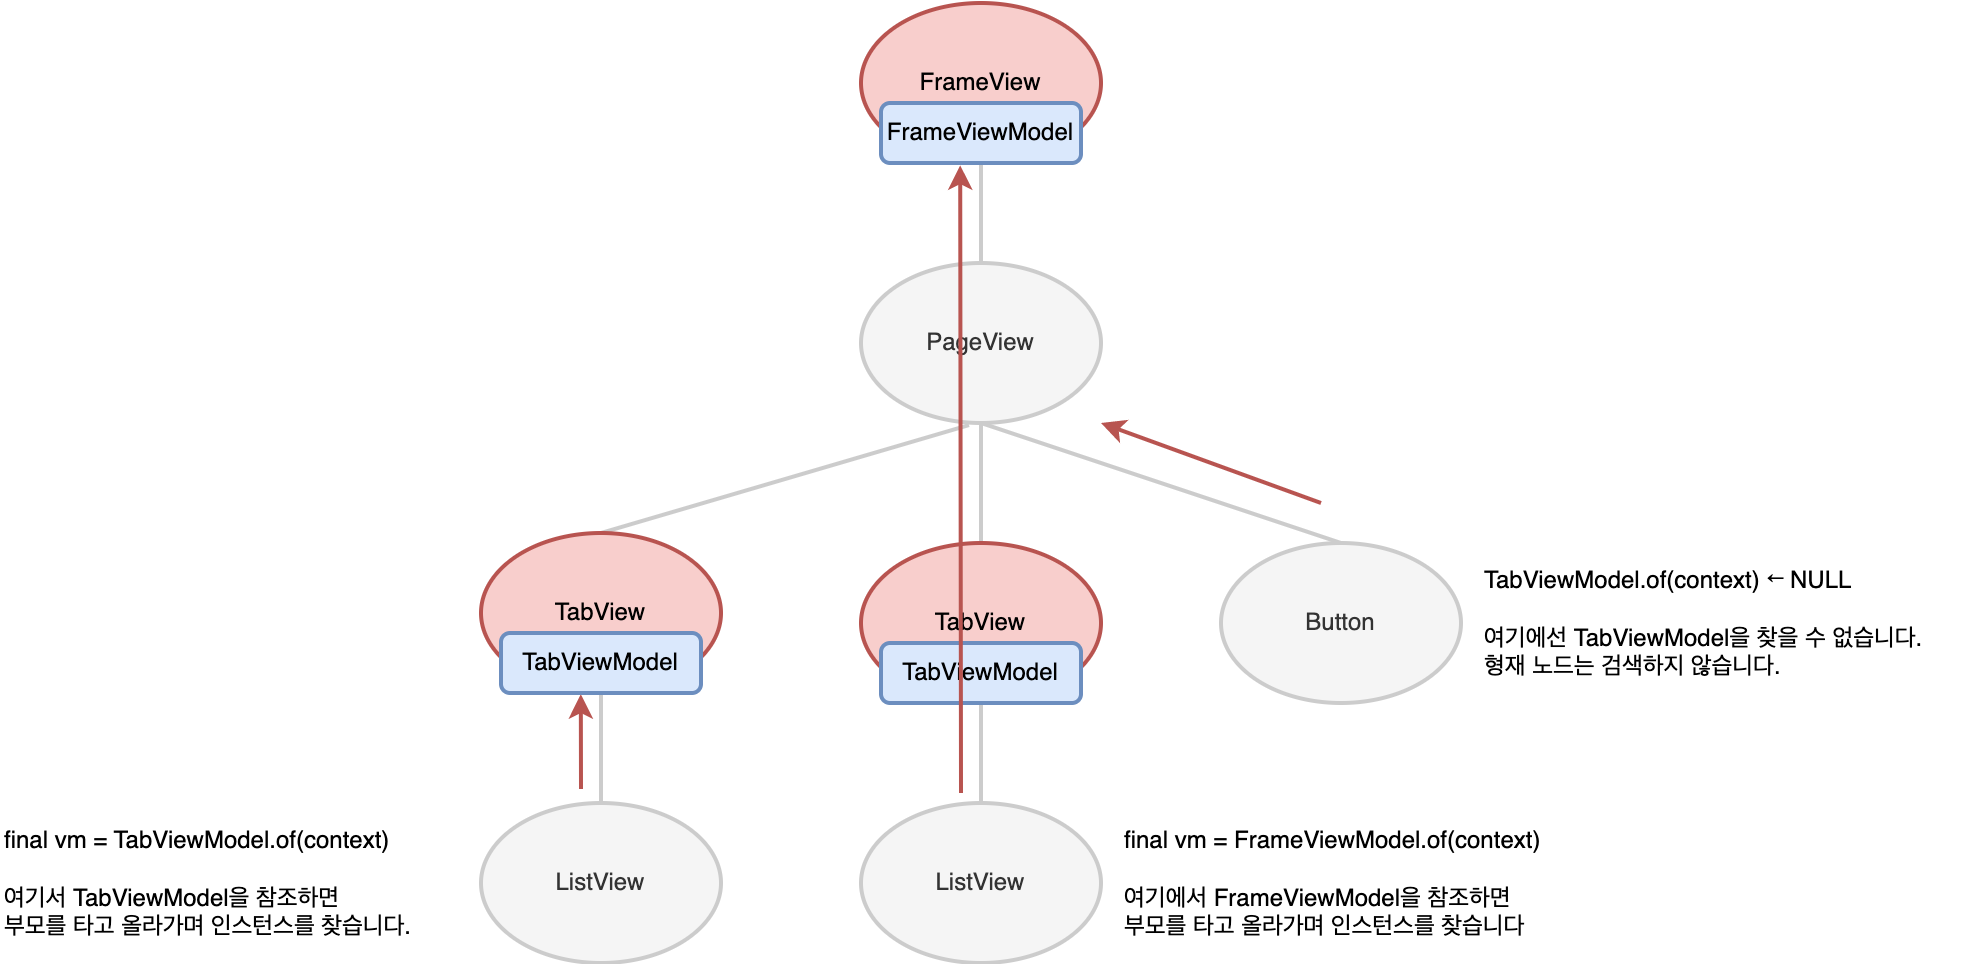 FrameView
FrameViewModel
PageView
TabView
TabViewModel
TabView
TabViewModel
Button
TabViewModel.of(context) ← NULL
여기에선 TabViewModel을 찾을 수 없습니다.
형재 노드는 검색하지 않습니다.
final vm = TabViewModel.of(context)
여기서 TabViewModel을 참조하면
부모를 타고 올라가며 인스턴스를 찾습니다.
ListView
ListView
final vm = FrameViewModel.of(context)
여기에서 FrameViewModel을 참조하면
부모를 타고 올라가며 인스턴스를 찾습니다